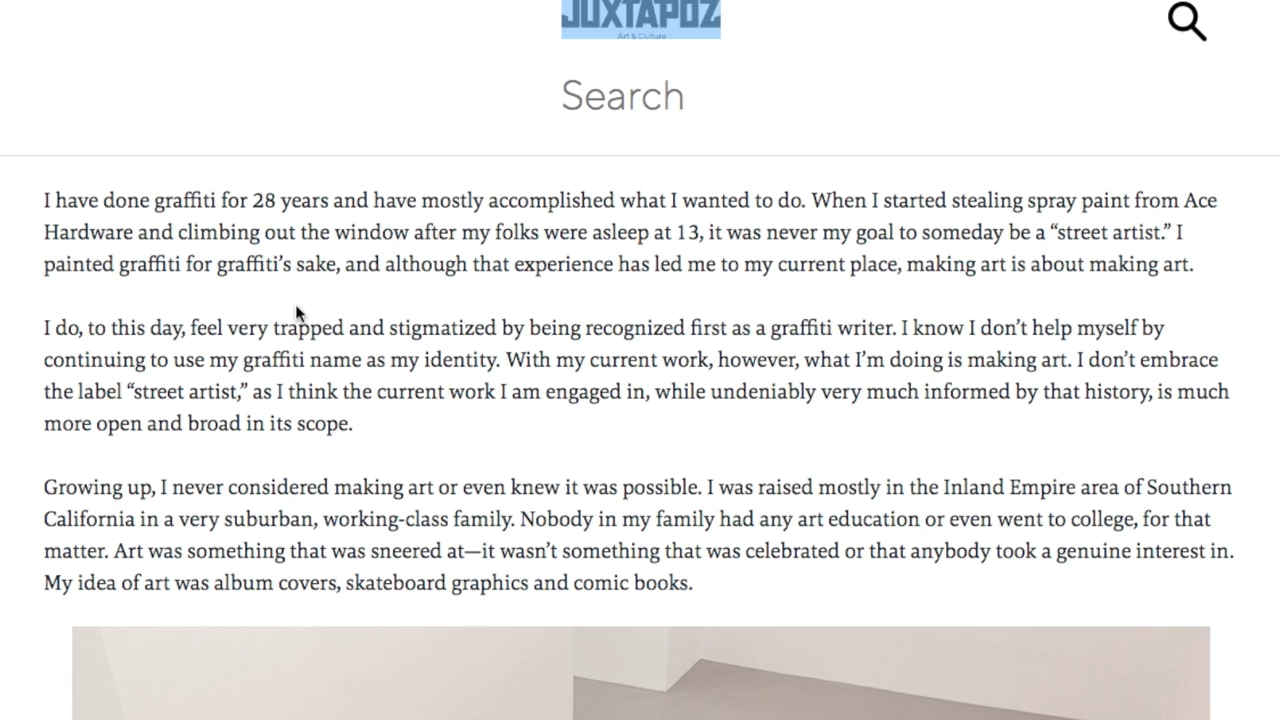 JUXTAPOZ
Art & Culture
Search
I have done graffiti for 28 years and have mostly accomplished what I wanted to do. When I started stealing spray paint from Ace
Hardware and climbing out the window after my folks were asleep at 13, it was never my goal to someday be a “street artist.” I
painted graffiti for graffiti’s sake, and although that experience has led me to my current place, making art is about making art.
I do, to this day, feel very trapped and stigmatized by being recognized first as a graffiti writer. I know I don’t help myself by
continuing to use my graffiti name as my identity. With my current work, however, what I’m doing is making art. I don’t embrace
the label “street artist,” as I think the current work I am engaged in, while undeniably very much informed by that history, is much
more open and broad in its scope.
Growing up, I never considered making art or even knew it was possible. I was raised mostly in the Inland Empire area of Southern
California in a very suburban, working-class family. Nobody in my family had any art education or even went to college, for that
matter. Art was something that was sneered at—it wasn’t something that was celebrated or that anybody took a genuine interest in.
My idea of art was album covers, skateboard graphics and comic books.